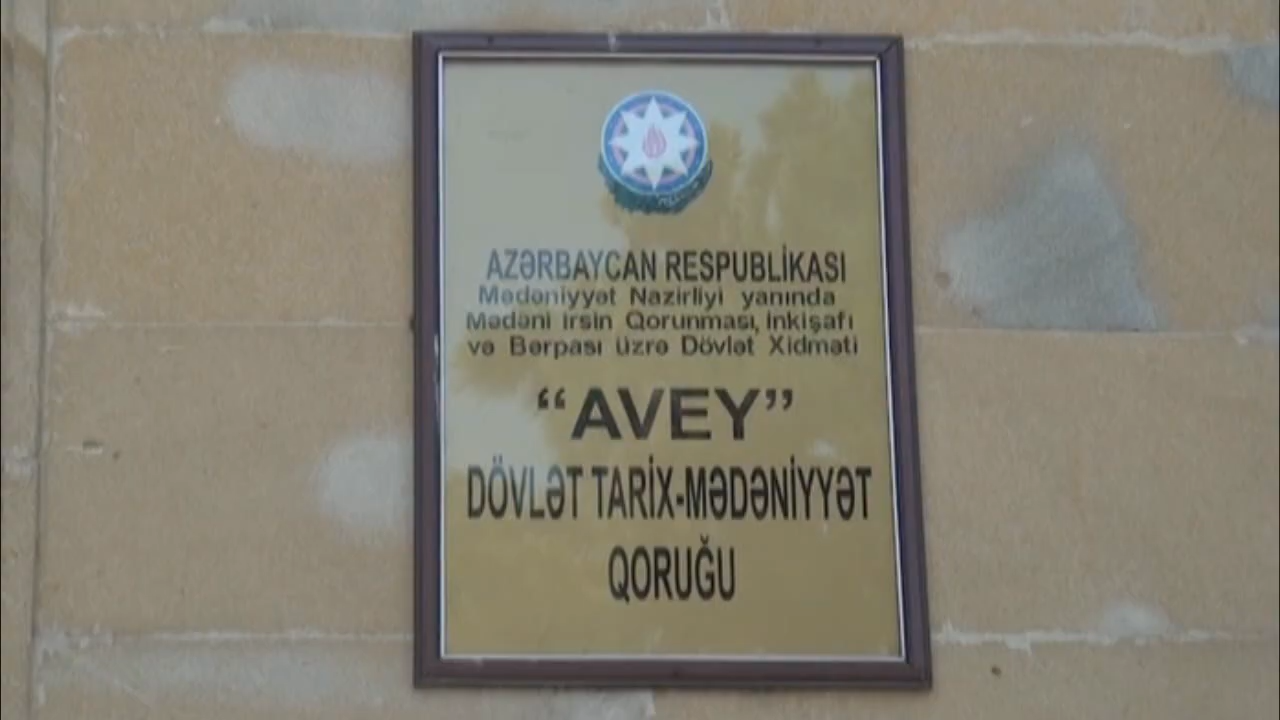 AZƏRBAYCAN RESPUBLİKASI
Mədəniyyət Nazirliyi yanında
Mədəni irsin Qorunması, İnkişafı
və Bərpası üzrə Dövlət Xidməti
“AVEY”
DÖVLƏT TARİX-MƏDƏNİYYƏT
QORUĞU